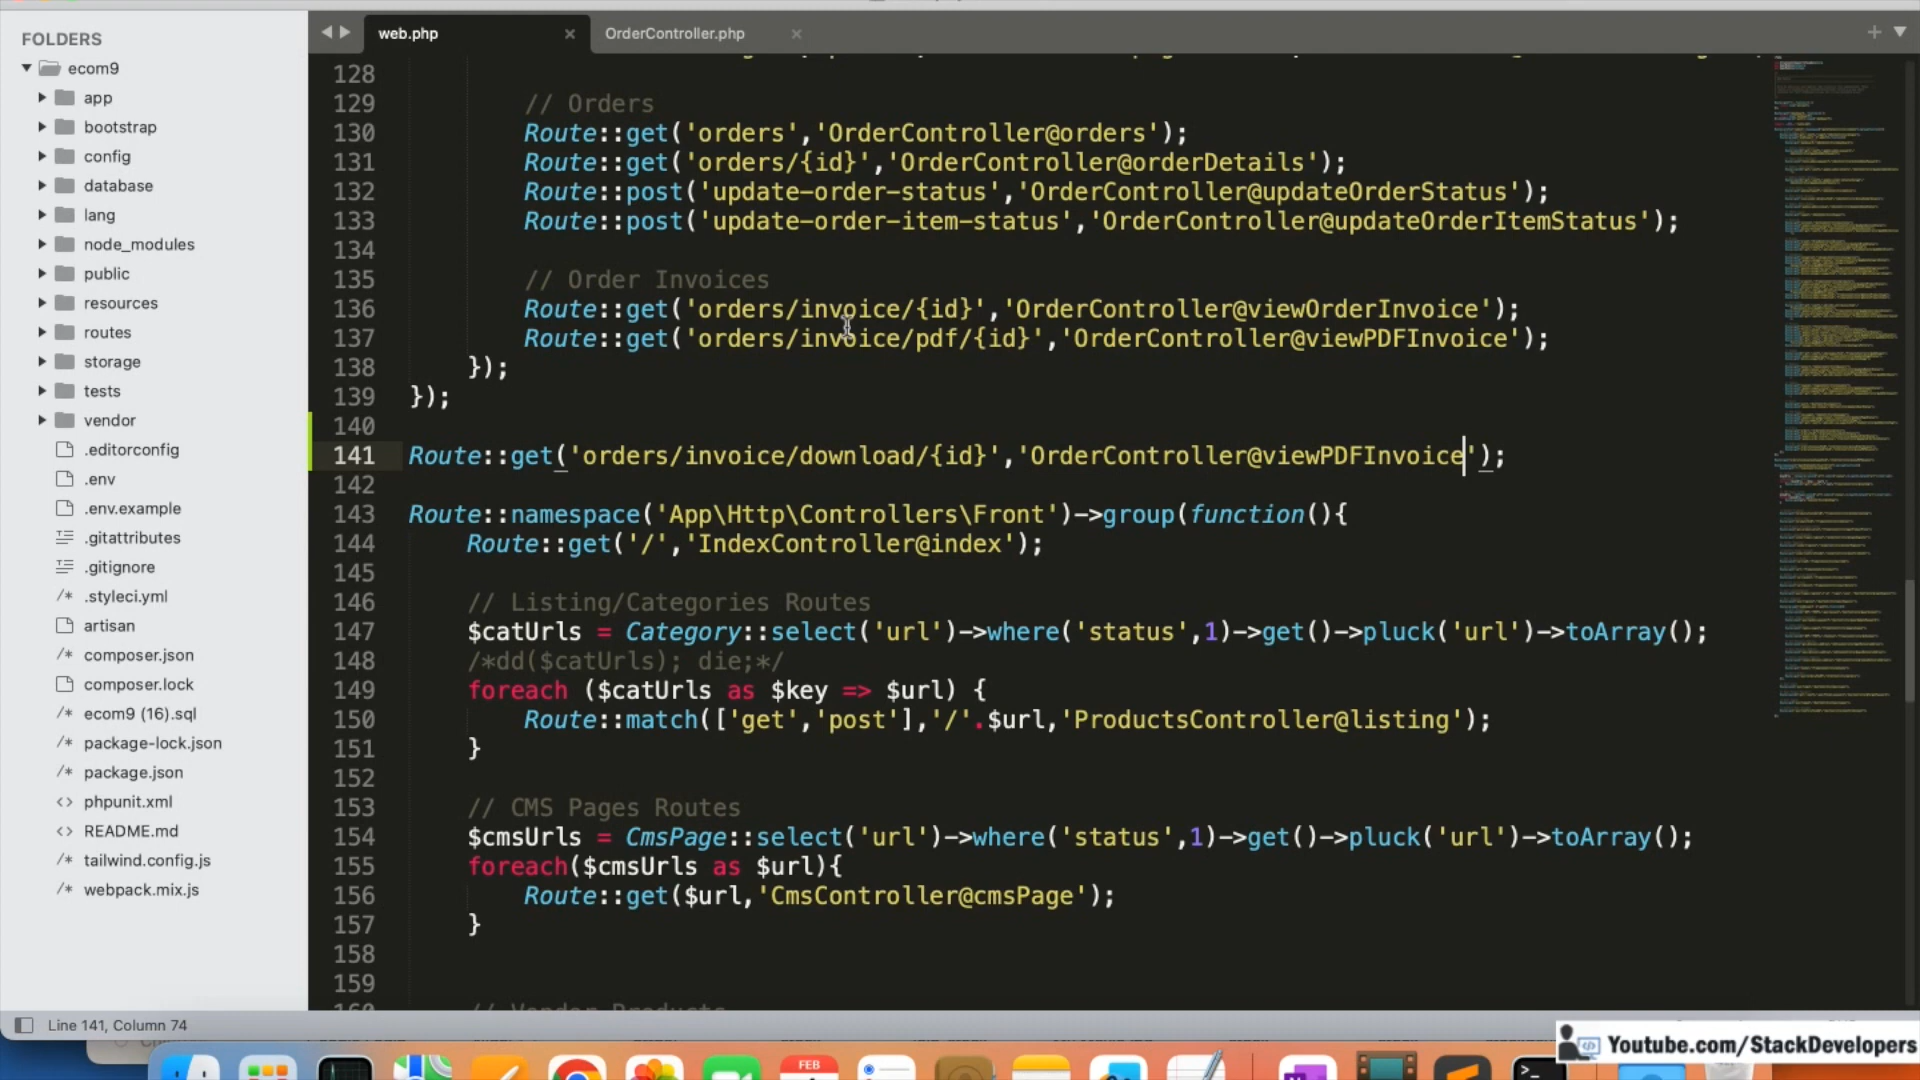 FOLDERS
ecom9
app
bootstrap
config
database
lang
node_modules
public
resources
routes
storage
tests
vendor
.editorconfig
.env
.env.example
.gitattributes
.gitignore
/* .styleci.yml
artisan
/* composer.json
composer.lock
/* ecom9 (16).sql
/* package-lock.json
/* package.json
<> phpunit.xml
<> README.md
/* tailwind.config.js
/* webpack.mix.js
web.php ×
OrderController.php ×
128
129 // Orders
130 Route::get('orders','OrderController@orders');
131 Route::get('orders/{id}','OrderController@orderDetails');
132 Route::post('update-order-status','OrderController@updateOrderStatus');
133 Route::post('update-order-item-status','OrderController@updateOrderItemStatus');
134
135 // Order Invoices
136 Route::get('orders/invoice/{id}','OrderController@viewOrderInvoice');
137 Route::get('orders/invoice/pdf/{id}','OrderController@viewPDFInvoice');
138 });
139 });
140
141 Route::get('orders/invoice/download/{id}','OrderController@viewPDFInvoice');
142
143 Route::namespace('App\Http\Controllers\Front')->group(function(){
144 Route::get('/','IndexController@index');
145
146 // Listing/Categories Routes
147 $catUrls = Category::select('url')->where('status',1)->get()->pluck('url')->toArray();
148 /*dd($catUrls); die;*/
149 foreach ($catUrls as $key => $url) {
150 Route::match(['get','post'],'/'.$url,'ProductsController@listing');
151 }
152
153 // CMS Pages Routes
154 $cmsUrls = CmsPage::select('url')->where('status',1)->get()->pluck('url')->toArray();
155 foreach($cmsUrls as $url){
156 Route::get($url,'CmsController@cmsPage');
157 }
158
159
160 // Vendor Products
Line 141, Column 74
FEB
Youtube.com/StackDevelopers